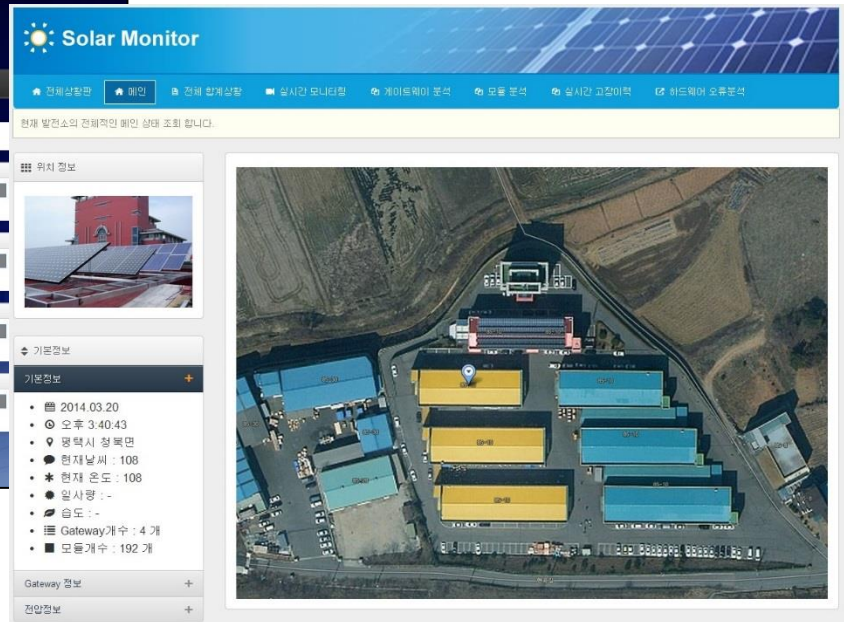 Solar Monitor
전체상황판
메인
전체 합계상황
실시간 모니터링
게이트웨이 분석
모듈 분석
실시간 고장이력
하드웨어 오류분석
현재 발전소의 전체적인 메인 상태 조회 합니다.
위치 정보
기본정보
기본정보
2014.03.20
오후 3:40:43
평택시 청북면
현재날씨 : 108
현재 온도 : 108
일사량 : -
습도 : -
Gateway개수 : 4 개
모듈개수 : 192 개
Gateway 정보
전압정보